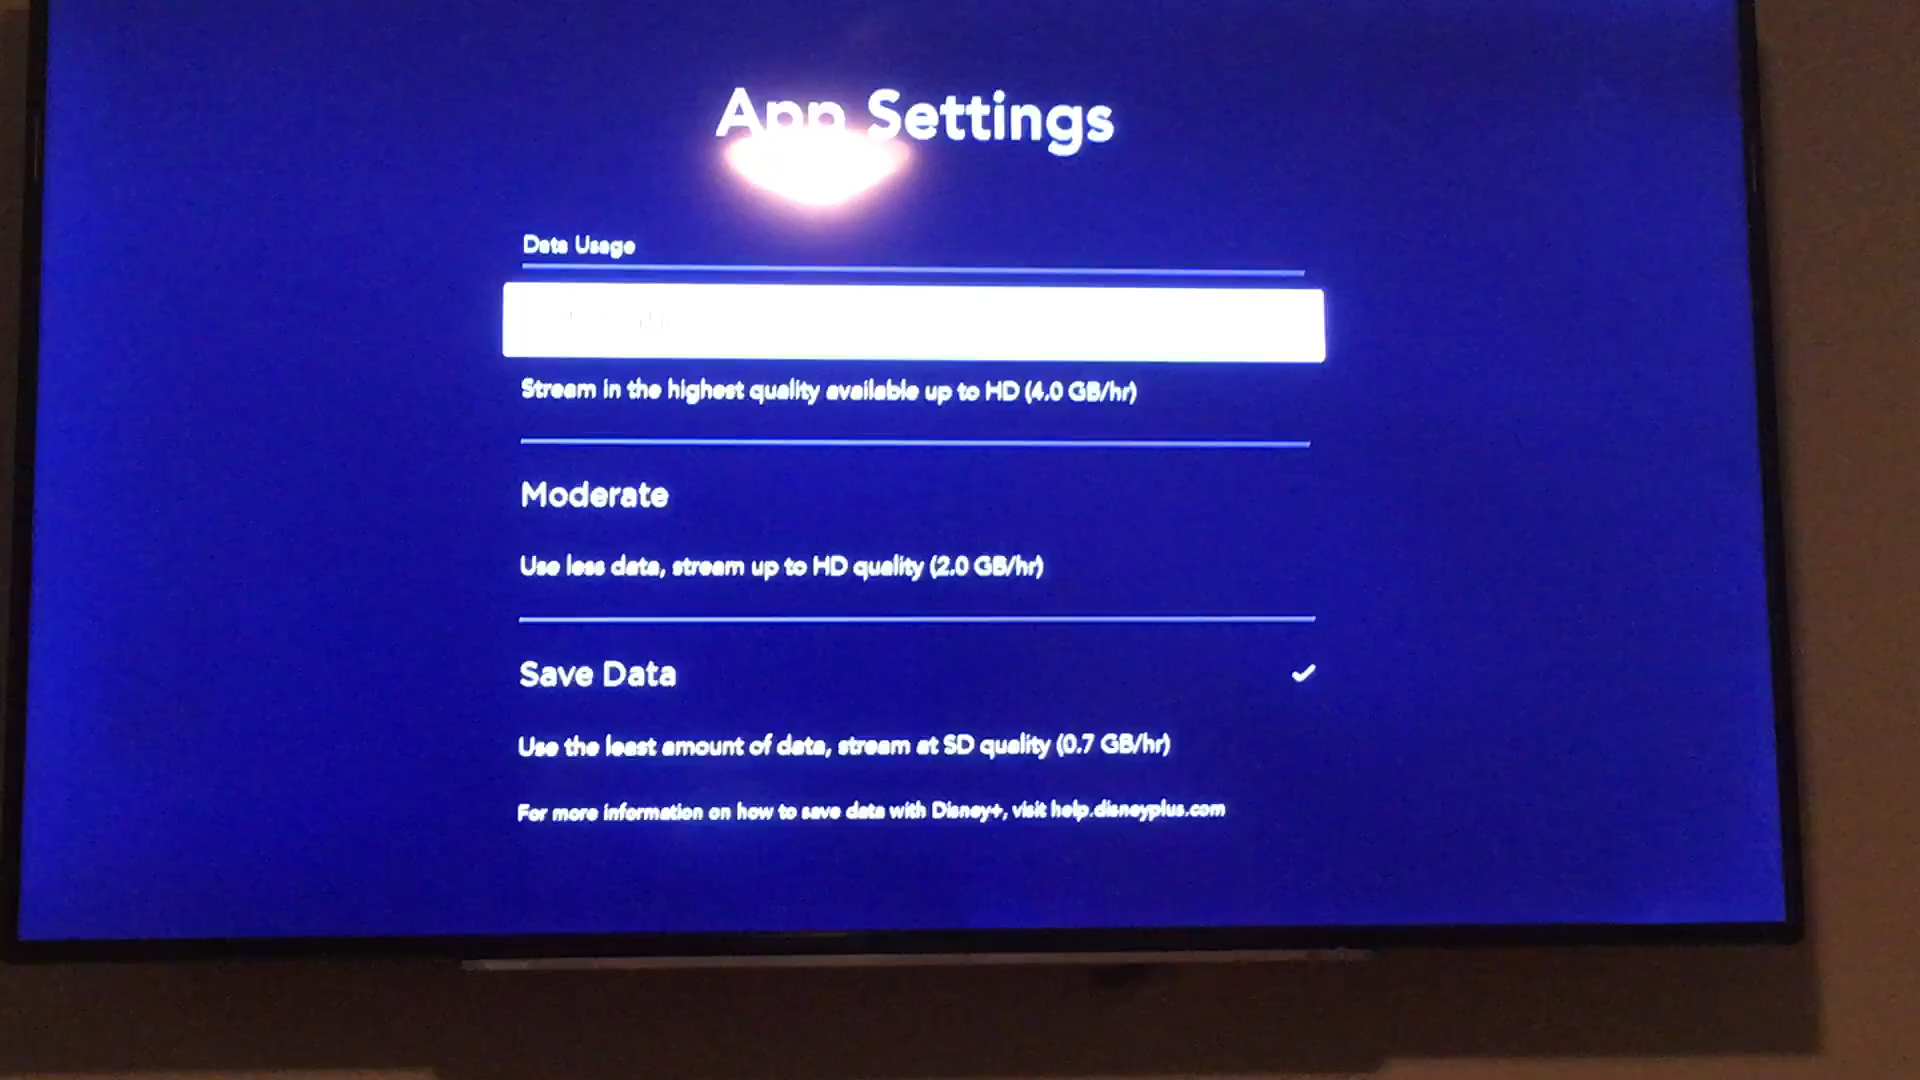 App Settings
Data Usage
Stream in the highest quality available up to HD (4.0 GB/hr)
Moderate
Use less data, stream up to HD quality (2.0 GB/hr)
Save Data
Use the least amount of data, stream at SD quality (0.7 GB/hr)
For more information on how to save data with Disney+, visit help.disneyplus.com